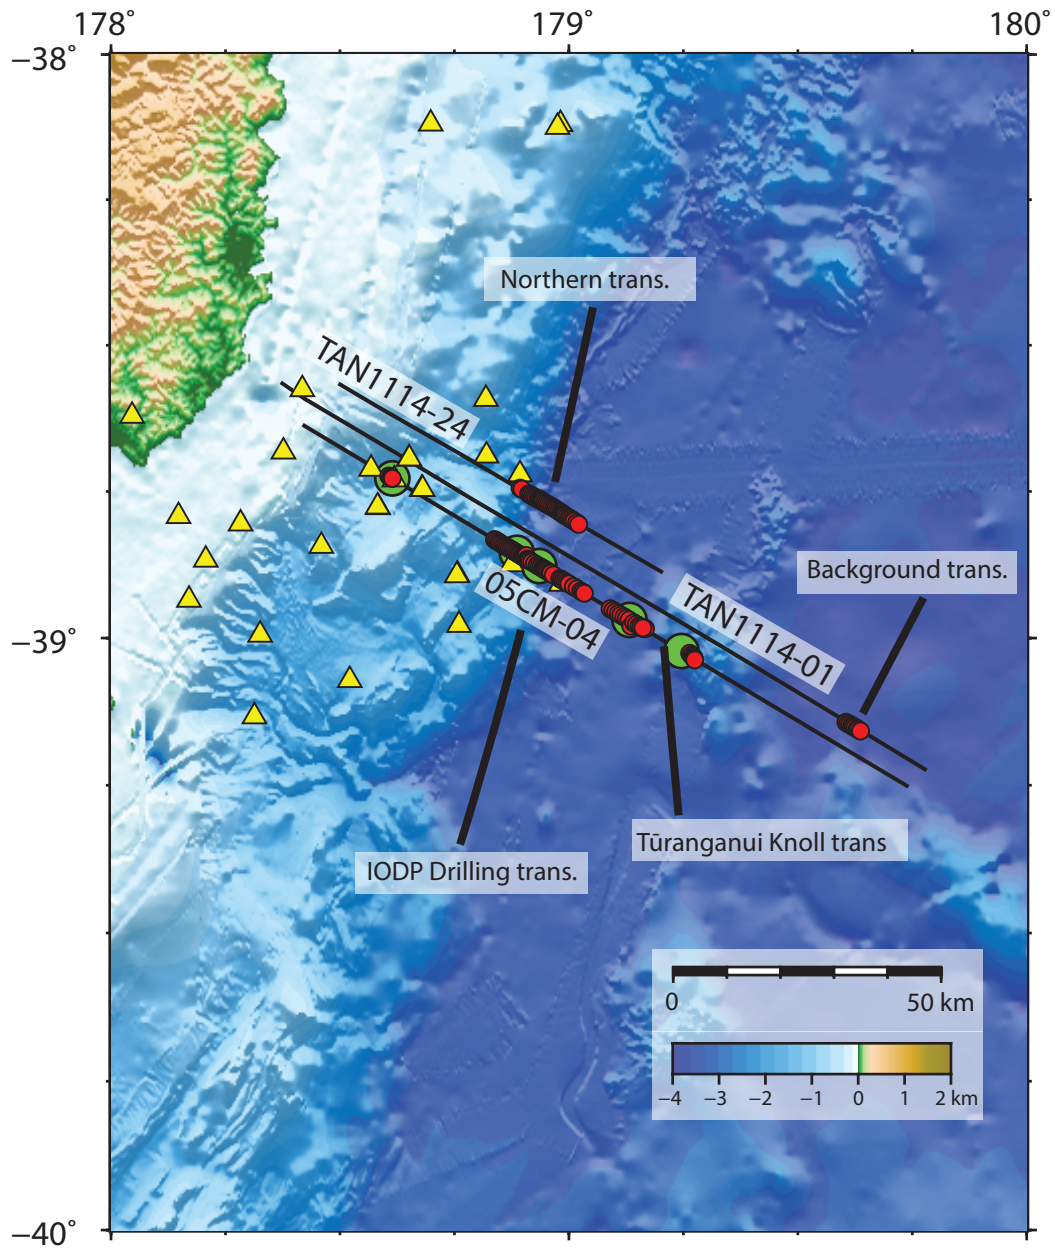 178°
179°
180°
−38°
Northern trans.
TAN1114-24
Background trans.
05CM-04
TAN1114-01
−39°
Tūranganui Knoll trans
IODP Drilling trans.
0
50 km
−4
−3
−2
−1
0
1
2 km
−40°